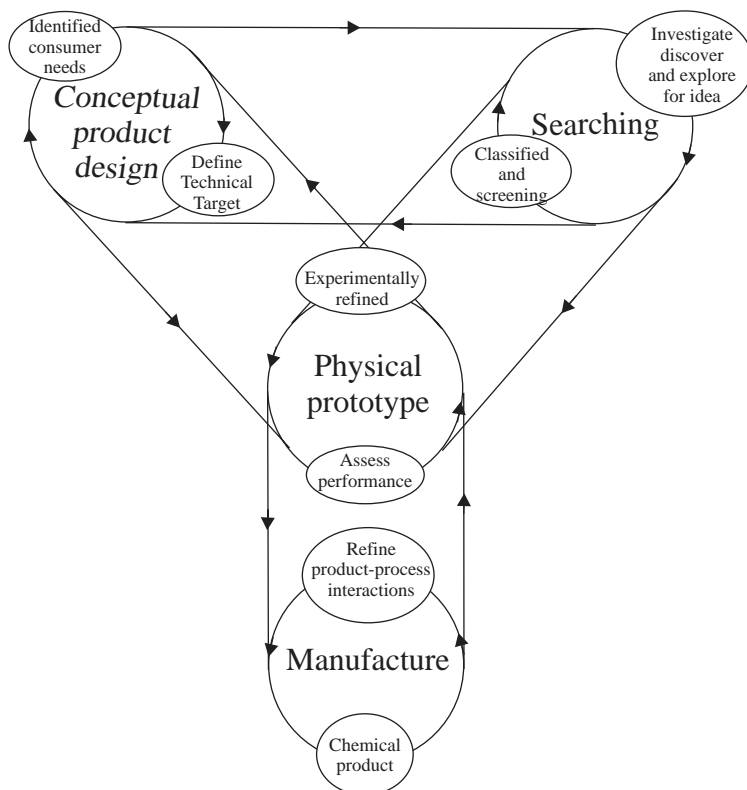 Identified
consumer
needs
Conceptual
product
design
Define
Technical
Target
Investigate
discover
and explore
for idea
Searching
Classified
and
screening
Experimentally
refined
Physical
prototype
Assess
performance
Refine
product-process
interactions
Manufacture
Chemical
product